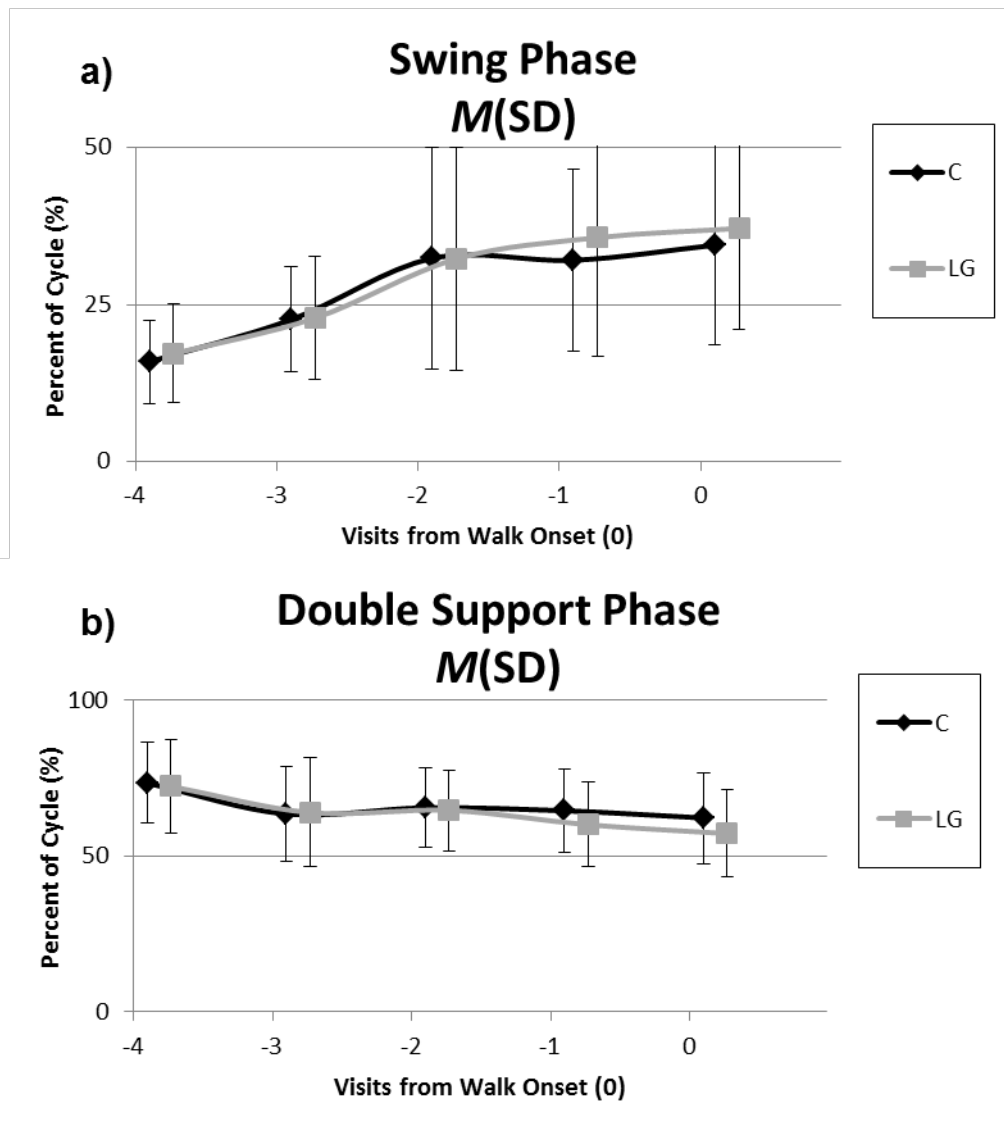 a)
Swing Phase
M(SD)
50
25
0
Percent of Cycle (%)
-4 -3 -2 -1 0
Visits from Walk Onset (0)
C
LG
b)
Double Support Phase
M(SD)
100
50
0
Percent of Cycle (%)
-4 -3 -2 -1 0
Visits from Walk Onset (0)
C
LG